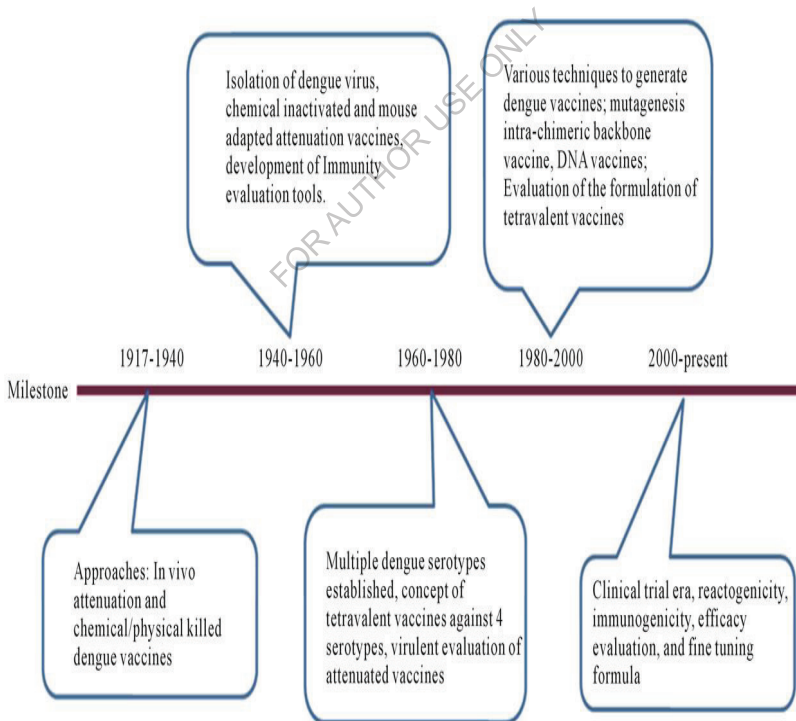 Isolation of dengue virus,
chemical inactivated and mouse
adapted attenuation vaccines,
development of Immunity
evaluation tools.
Various techniques to generate
dengue vaccines; mutagenesis
intra-chimeric backbone
vaccine, DNA vaccines;
Evaluation of the formulation of
tetravalent vaccines
FOR AUTHOR USE ONLY
1917-1940 1940-1960 1960-1980 1980-2000 2000-present
Milestone
Approaches: In vivo
attenuation and
chemical/physical killed
dengue vaccines
Multiple dengue serotypes
established, concept of
tetravalent vaccines against 4
serotypes, virulent evaluation of
attenuated vaccines
Clinical trial era, reactogenicity,
immunogenicity, efficacy
evaluation, and fine tuning
formula